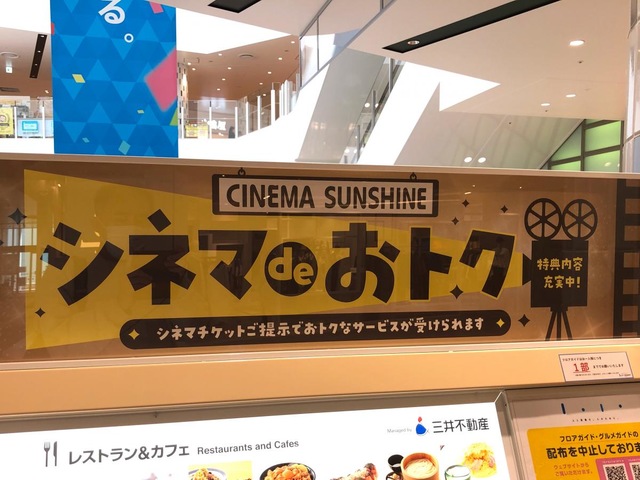 る。
CINEMA SUNSHINE
シネマdeおトク
特典内容
充実中!
シネマチケットご提示でおトクなサービスが受けられます
1部
Managed by 三井不動産
レストラン&カフェ Restaurants and Cafes
フロアガイド・グルメガイドの
配布を中止しており